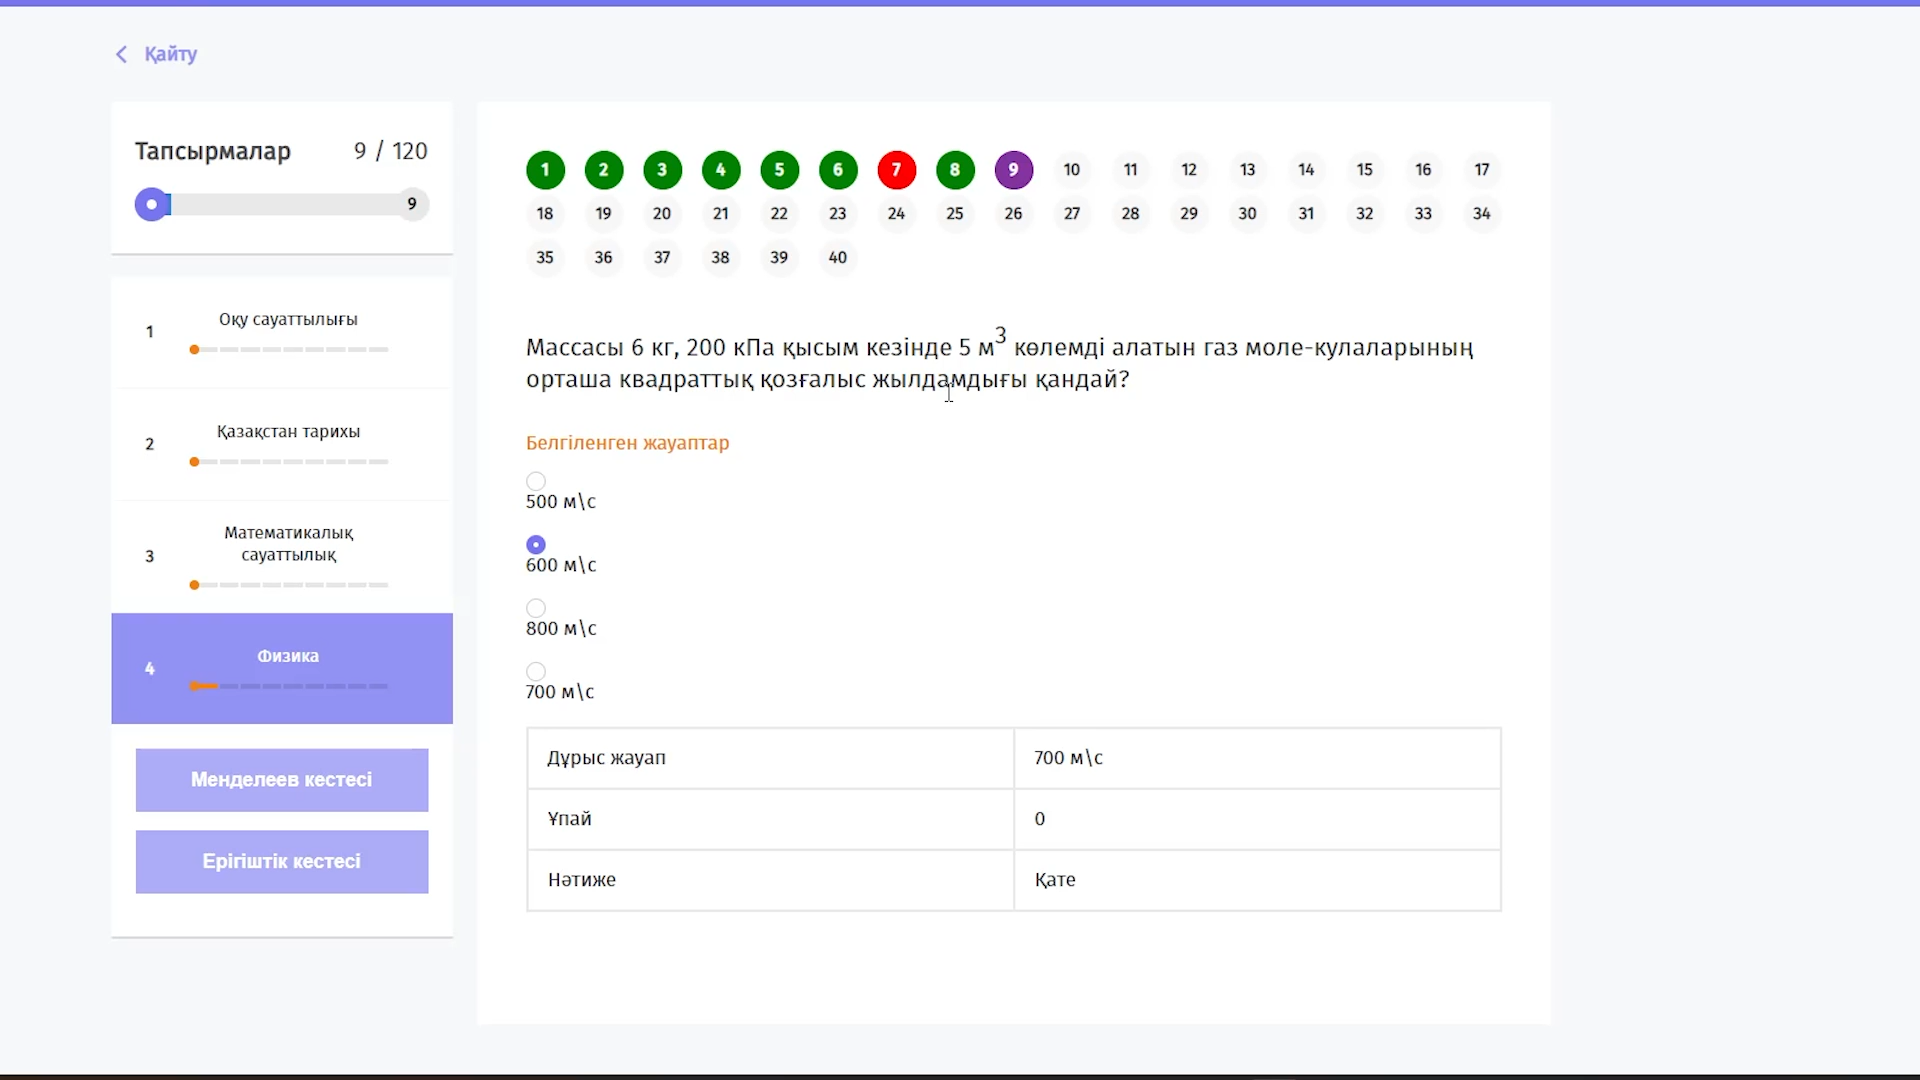 Қайту
Тапсырмалар 9 / 120
9
1 Оқу сауаттылығы
2 Қазақстан тарихы
3 Математикалық
сауаттылық
4 Физика
Менделеев кестесі
Ерігіштік кестесі
1 2 3 4 5 6 7 8 9 10 11 12 13 14 15 16 17
18 19 20 21 22 23 24 25 26 27 28 29 30 31 32 33 34
35 36 37 38 39 40
Массасы 6 кг, 200 кПа қысым кезінде 5 м³ көлемді алатын газ моле-кулаларының
орташа квадраттық қозғалыс жылдамдығы қандай?
Белгіленген жауаптар
500 м\с
600 м\с
800 м\с
700 м\с
Дұрыс жауап 700 м\с
Ұпай 0
Нәтиже Қате